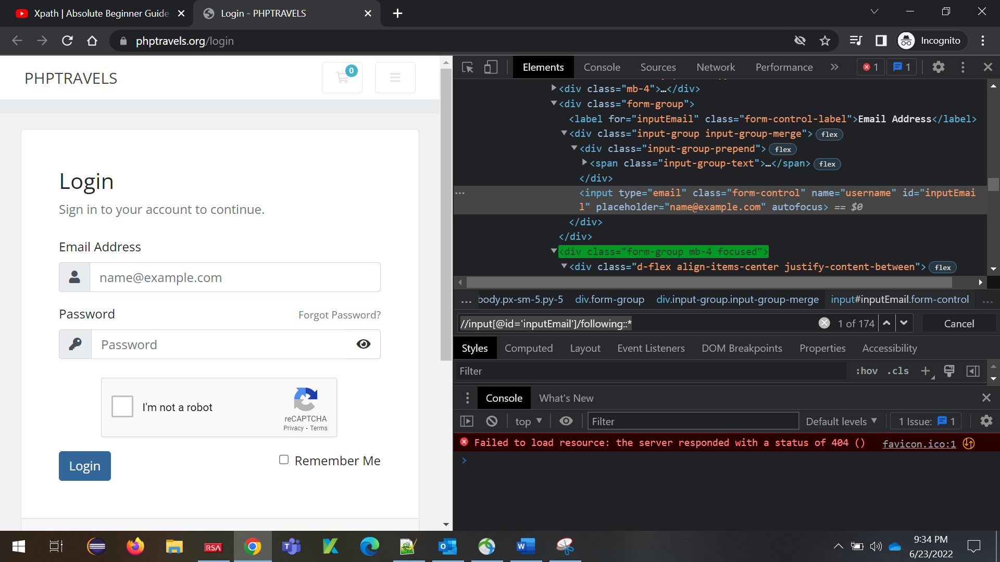 Xpath | Absolute Beginner Guide
Login - PHPTRAVELS
phptravels.org/login
Incognito
PHPTRAVELS
0
Login
Sign in to your account to continue.
Email Address
name@example.com
Password
Forgot Password?
Password
I'm not a robot
reCAPTCHA
Privacy - Terms
Login
Remember Me
Elements Console Sources Network Performance » 1 1
▶<div class="mb-4">…</div>
▼<div class="form-group">
<label for="inputEmail" class="form-control-label">Email Address</label>
▼<div class="input-group input-group-merge"> flex
▼<div class="input-group-prepend"> flex
▶<span class="input-group-text">…</span> flex
</div>
<input type="email" class="form-control" name="username" id="inputEmai
l" placeholder="name@example.com" autofocus> == $0
</div>
</div>
▼<div class="form-group mb-4 focused">
▼<div class="d-flex align-items-center justify-content-between"> flex
… body.px-sm-5.py-5 div.form-group div.input-group.input-group-merge input#inputEmail.form-control …
//input[@id='inputEmail']/following::* 1 of 174 Cancel
Styles Computed Layout Event Listeners DOM Breakpoints Properties Accessibility
Filter :hov .cls
Console What's New
top Filter Default levels 1 Issue: 1
Failed to load resource: the server responded with a status of 404 () favicon.ico:1
RSA
9:34 PM
6/23/2022